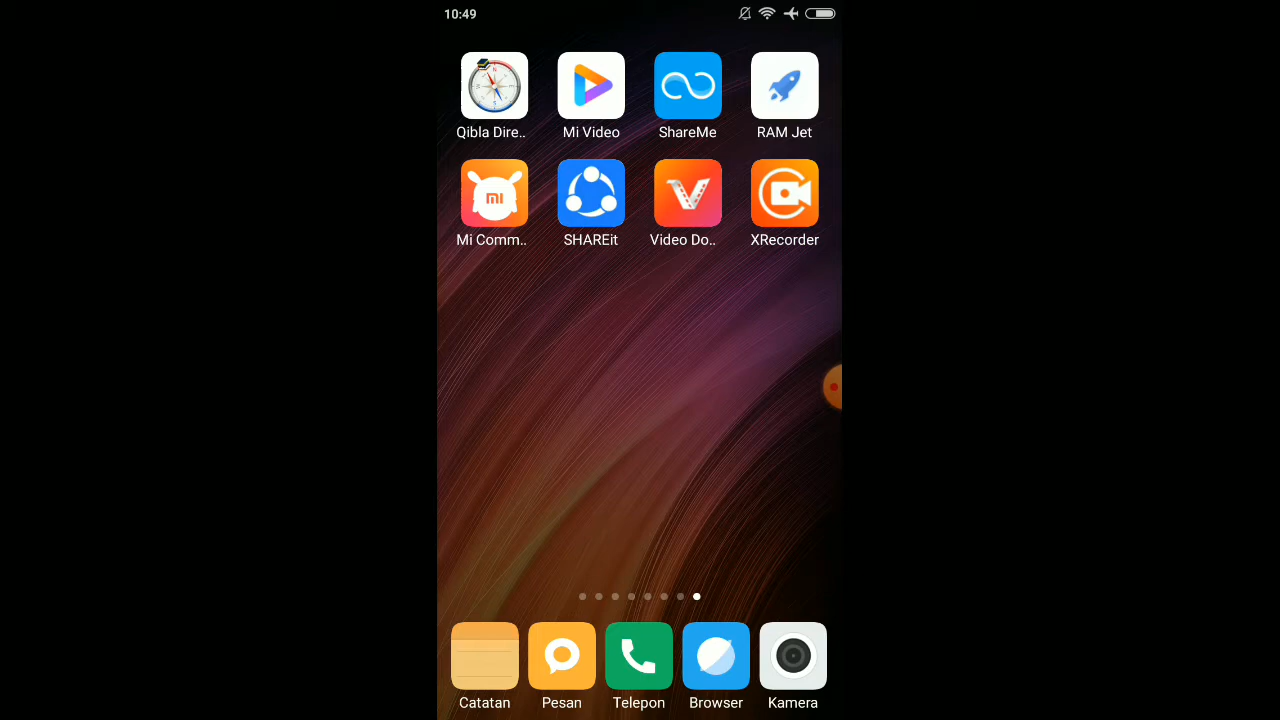 10:49
Qibla Dire..
Mi Video
ShareMe
RAM Jet
Mi Comm..
SHAREit
Video Do..
XRecorder
Catatan
Pesan
Telepon
Browser
Kamera